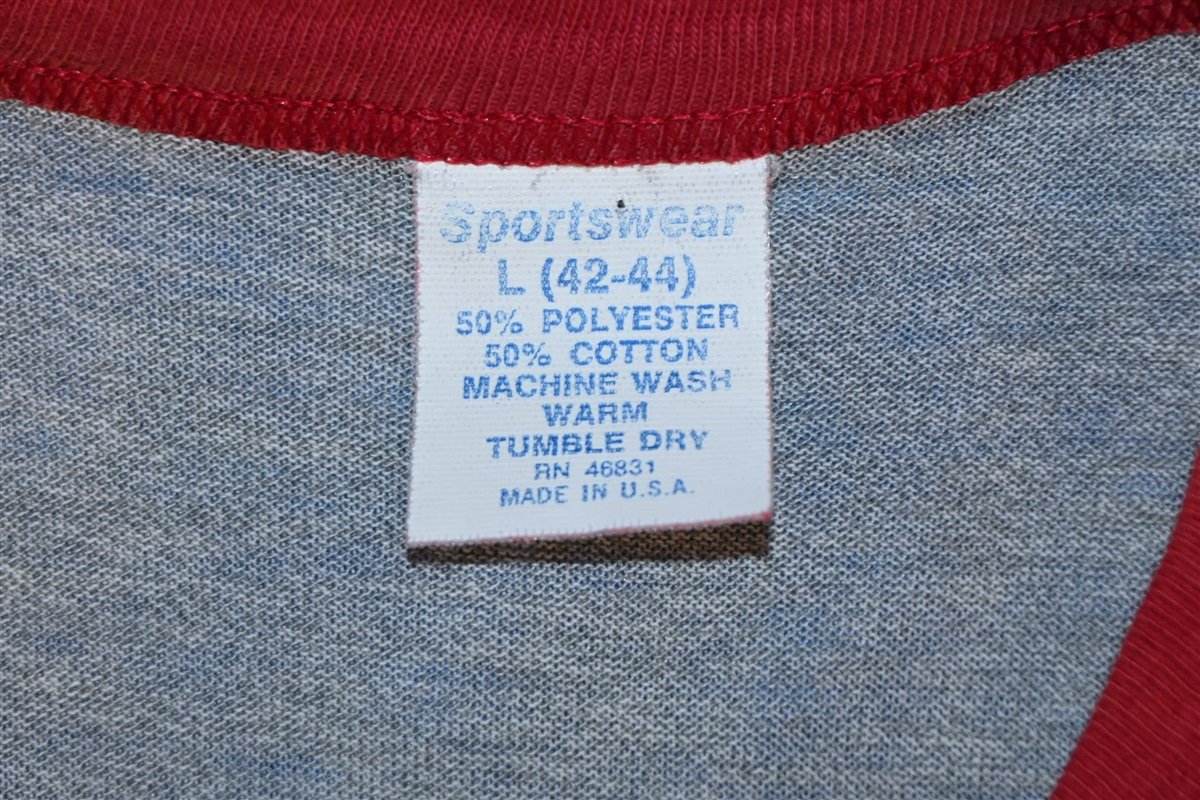 Sportswear
L (42-44)
50% POLYESTER
50% COTTON
MACHINE WASH
WARM
TUMBLE DRY
RN 46831
MADE IN U.S.A.